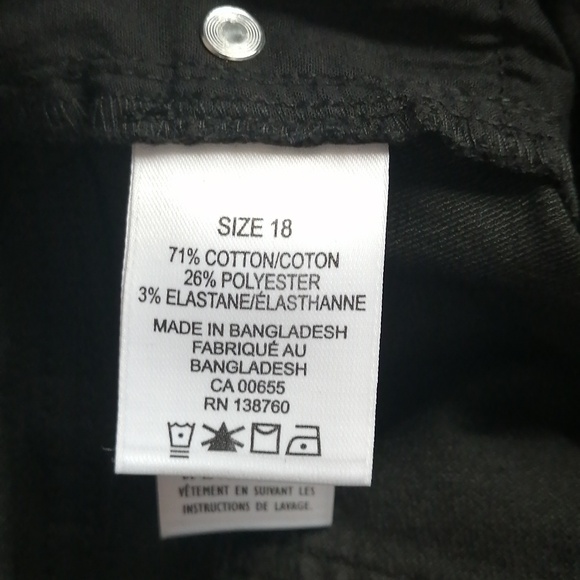 SIZE 18
71% COTTON/COTON
26% POLYESTER
3% ELASTANE/ÉLASTHANNE
MADE IN BANGLADESH
FABRIQUÉ AU
BANGLADESH
CA 00655
RN 138760
VÊTEMENT EN SUIVANT LES
INSTRUCTIONS DE LAVAGE.